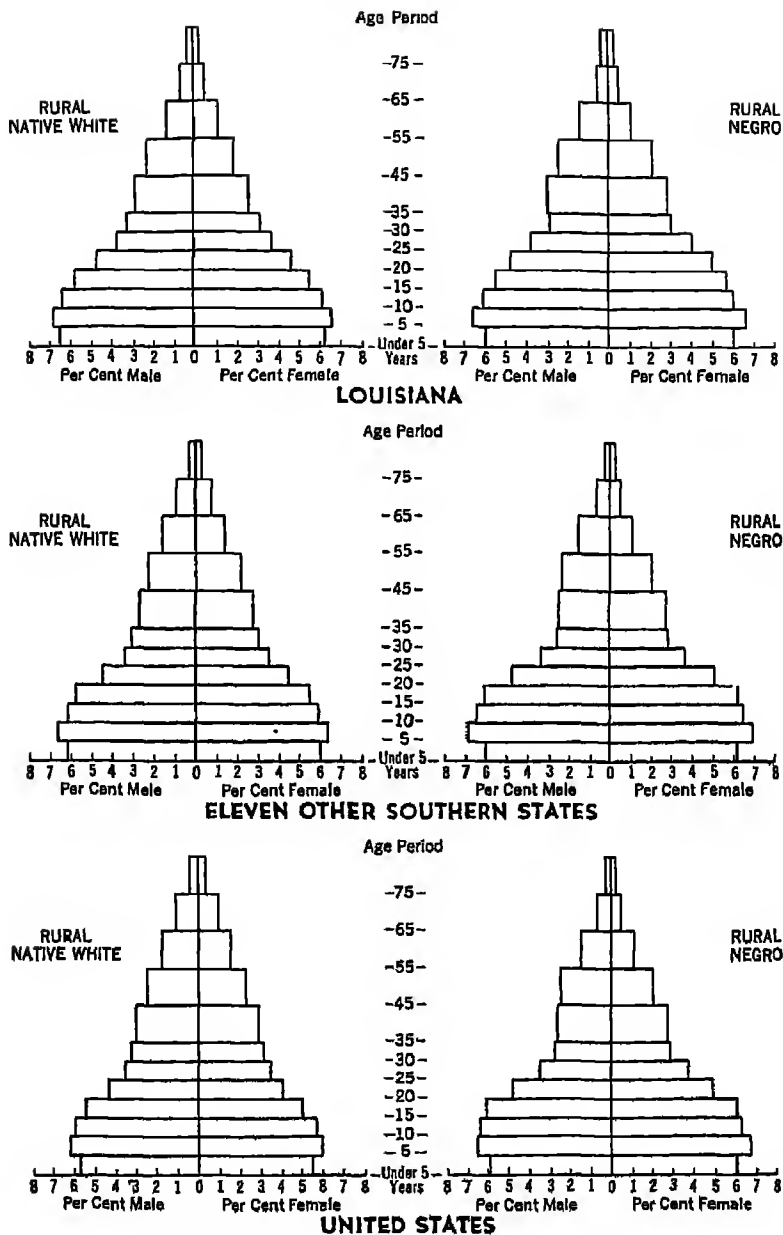 Age Period
RURAL
NATIVE WHITE
RURAL
NEGRO
-75-
-65-
-55-
-45-
-35-
-30-
-25-
-20-
-15-
-10-
-5-
Under 5
Years
8 7 6 5 4 3 2 1 0 1 2 3 4 5 6 7 8
8 7 6 5 4 3 2 1 0 1 2 3 4 5 6 7 8
Per Cent Male Per Cent Female
Per Cent Male Per Cent Female
LOUISIANA
Age Period
RURAL
NATIVE WHITE
RURAL
NEGRO
-75-
-65-
-55-
-45-
-35-
-30-
-25-
-20-
-15-
-10-
-5-
Under 5
Years
8 7 6 5 4 3 2 1 0 1 2 3 4 5 6 7 8
8 7 6 5 4 3 2 1 0 1 2 3 4 5 6 7 8
Per Cent Male Per Cent Female
Per Cent Male Per Cent Female
ELEVEN OTHER SOUTHERN STATES
Age Period
RURAL
NATIVE WHITE
RURAL
NEGRO
-75-
-65-
-55-
-45-
-35-
-30-
-25-
-20-
-15-
-10-
-5-
Under 5
Years
8 7 6 5 4 3 2 1 0 1 2 3 4 5 6 7 8
8 7 6 5 4 3 2 1 0 1 2 3 4 5 6 7 8
Per Cent Male Per Cent Female
Per Cent Male Per Cent Female
UNITED STATES